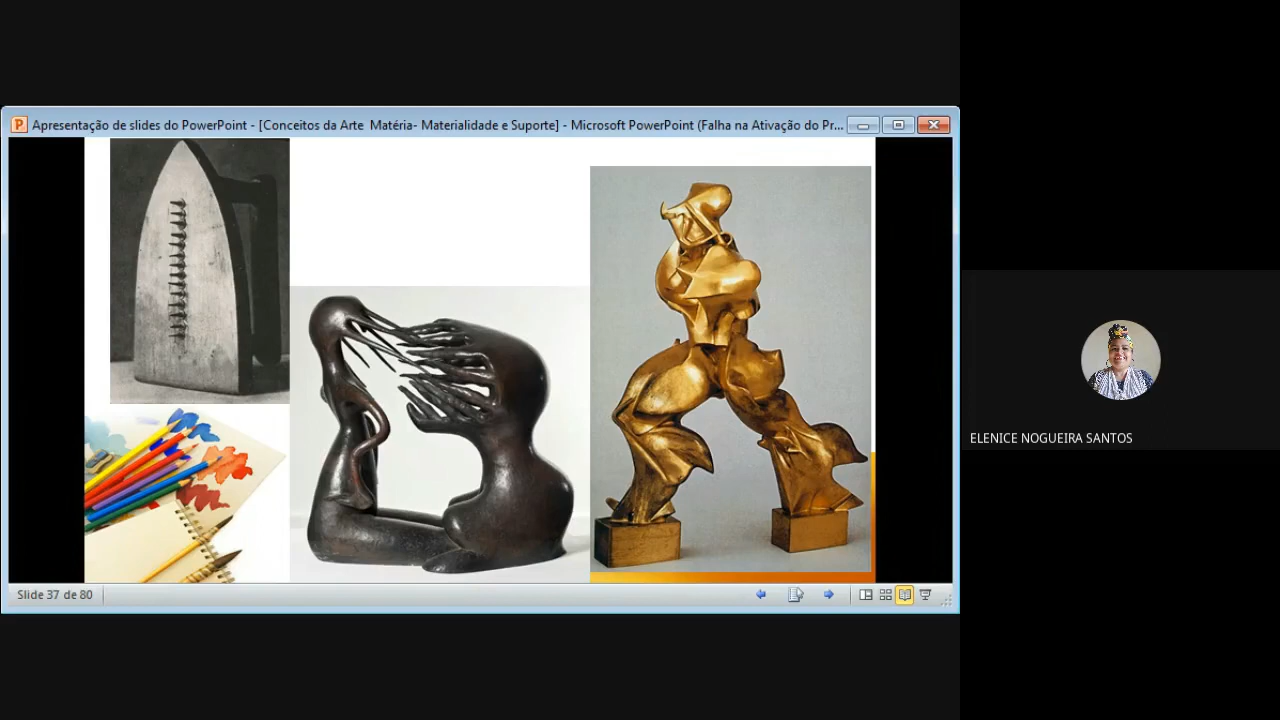 Apresentação de slides do PowerPoint - [Conceitos da Arte  Matéria- Materialidade e Suporte] - Microsoft PowerPoint (Falha na Ativação do Pr...
ELENICE NOGUEIRA SANTOS
Slide 37 de 80